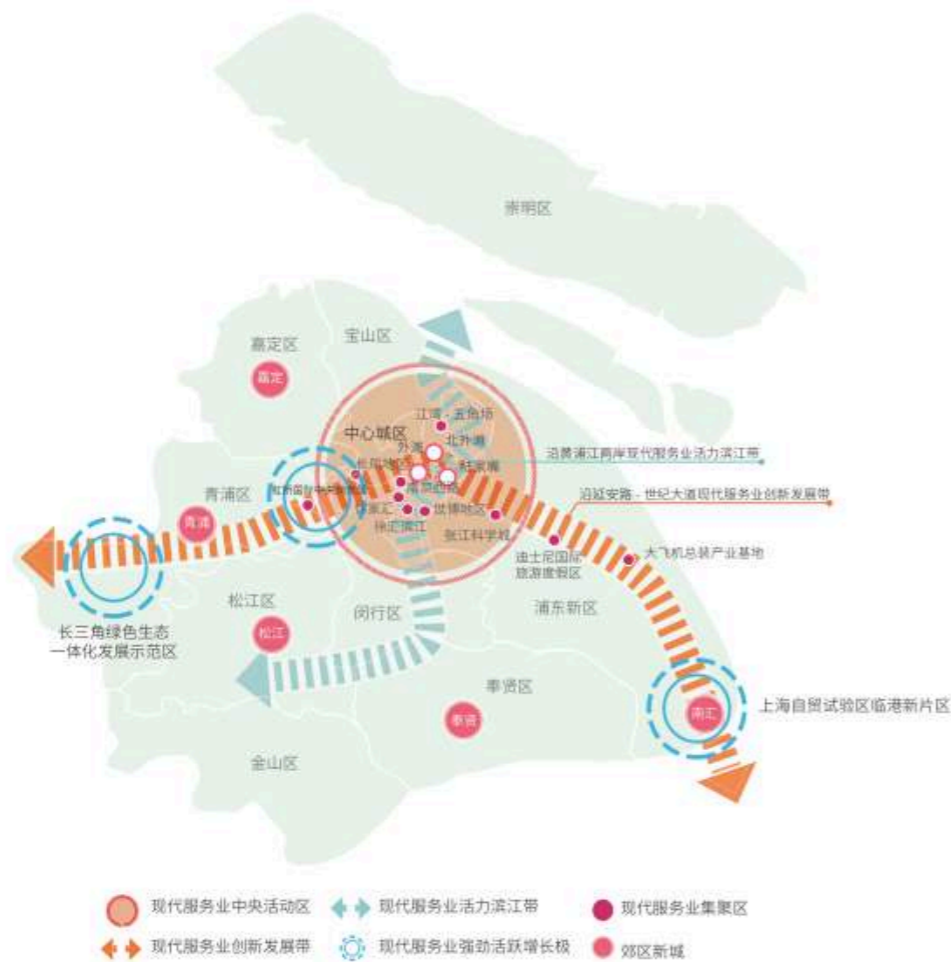 崇明区
宝山区
嘉定区
嘉定
江湾-五角场
中心城区
北外滩
外滩
陆家嘴
沿黄浦江两岸现代服务业活力滨江带
青浦区
沿延安路-世纪大道现代服务业创新发展带
青浦
世博地区
徐汇滨江
张江科学城
大飞机总装产业基地
迪士尼国际
旅游度假区
松江区
闵行区
浦东新区
松江
长三角绿色生态
一体化发展示范区
奉贤区
奉贤
南汇
上海自贸试验区临港新片区
金山区
现代服务业中央活动区
现代服务业活力滨江带
现代服务业集聚区
现代服务业创新发展带
现代服务业强劲活跃增长极
郊区新城